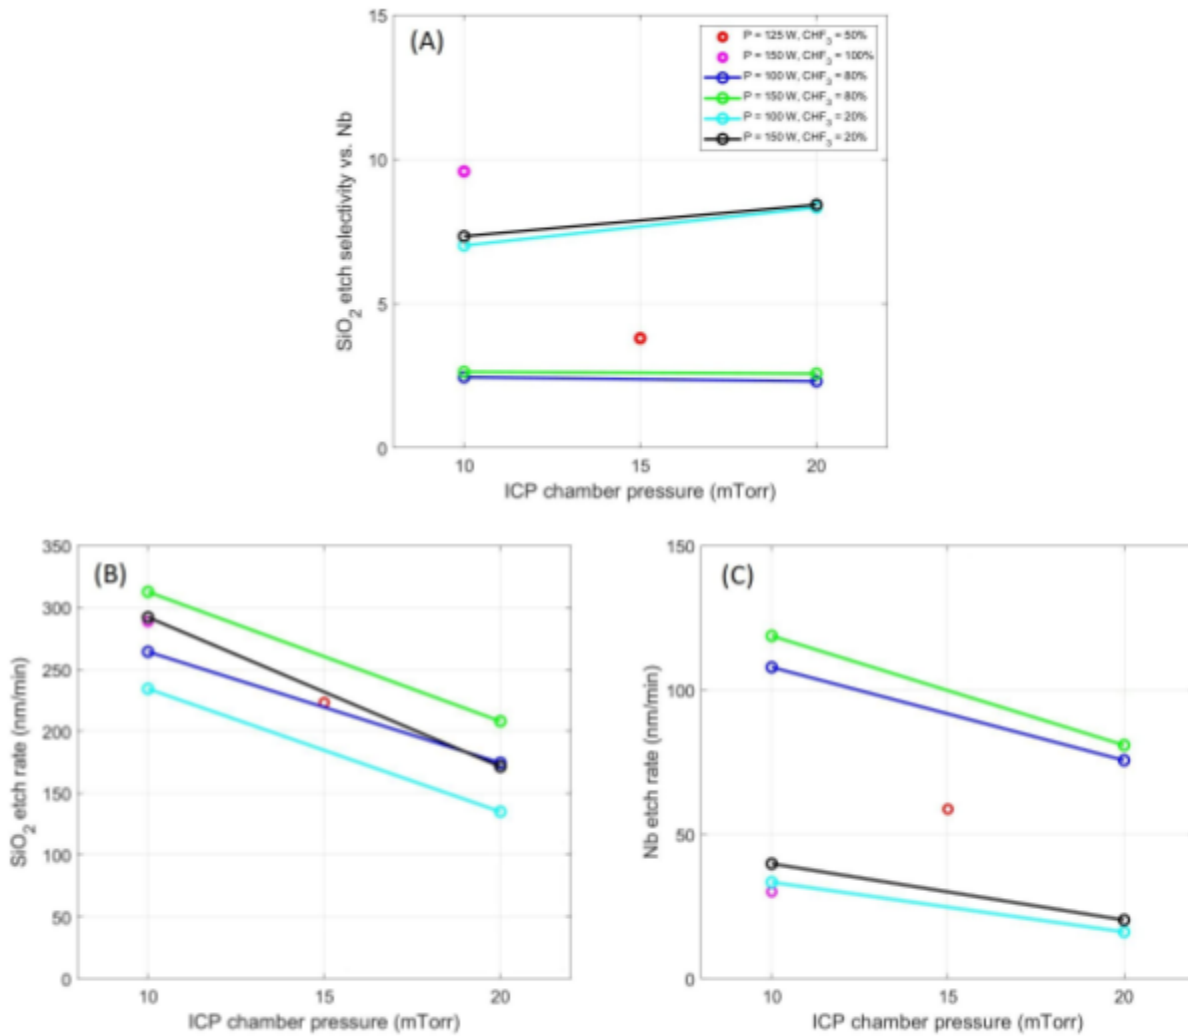 (A)
15
10
5
0
SiO2 etch selectivity vs. Nb
P = 125 W, CHF3 = 50%
P = 150 W, CHF3 = 100%
P = 100 W, CHF3 = 80%
P = 150 W, CHF3 = 80%
P = 100 W, CHF3 = 20%
P = 150 W, CHF3 = 20%
10 15 20
ICP chamber pressure (mTorr)
(B)
350
300
250
200
150
100
50
0
SiO2 etch rate (nm/min)
10 15 20
ICP chamber pressure (mTorr)
(C)
150
100
50
0
Nb etch rate (nm/min)
10 15 20
ICP chamber pressure (mTorr)